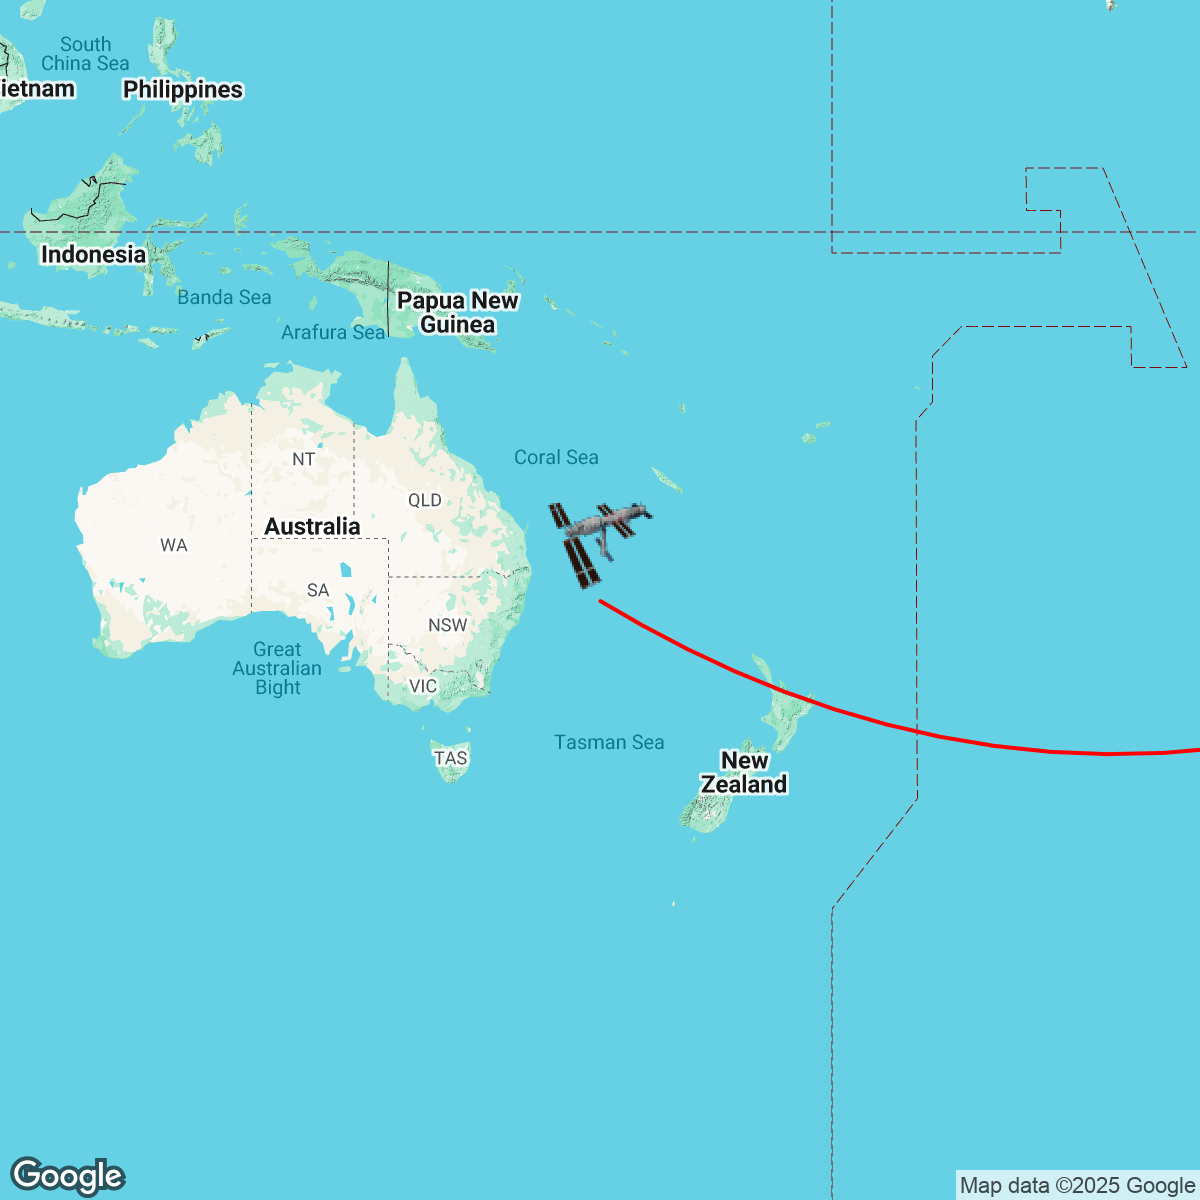 South
China Sea
ietnam
Philippines
Indonesia
Banda Sea
Papua New
Guinea
Arafura Sea
Coral Sea
NT
QLD
Australia
WA
SA
NSW
Great
Australian
Bight
VIC
TAS
Tasman Sea
New
Zealand
Google
Map data ©2025 Google